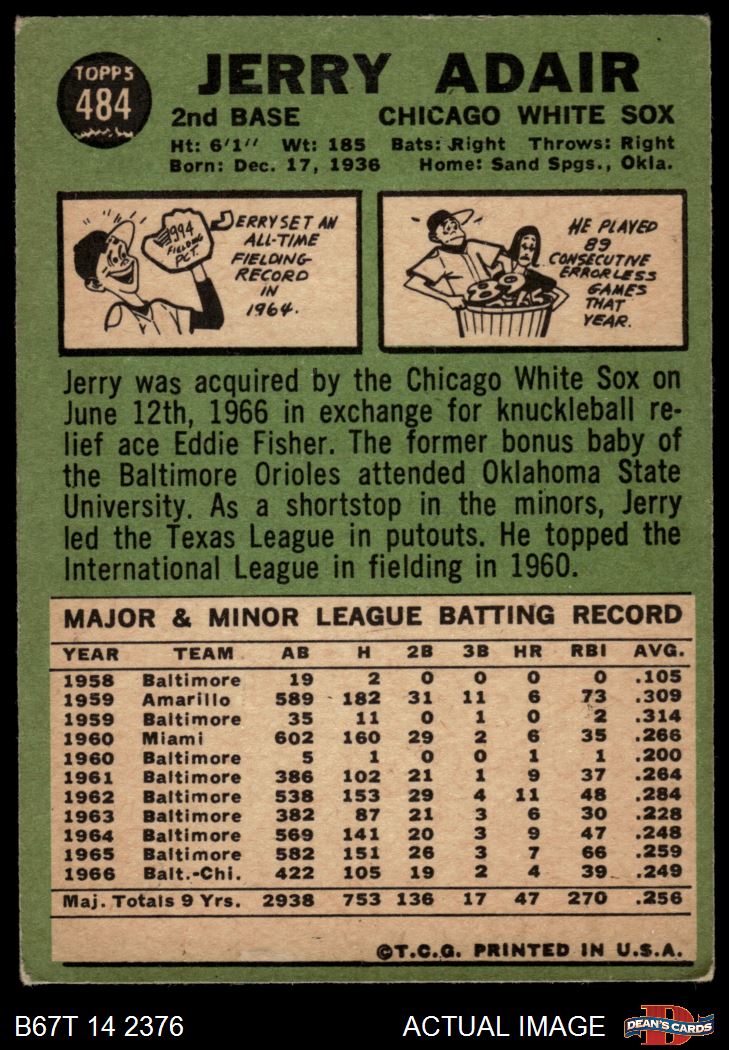 TOPPS
484
JERRY ADAIR
2nd BASE CHICAGO WHITE SOX
Ht: 6'1" Wt: 185 Bats: Right Throws: Right
Born: Dec. 17, 1936 Home: Sand Spgs., Okla.
.994
FIELDING
PCT.
JERRY SET AN
ALL-TIME
FIELDING
RECORD
IN
1964.
HE PLAYED
89
CONSECUTIVE
ERRORLESS
GAMES
THAT
YEAR.
Jerry was acquired by the Chicago White Sox on
June 12th, 1966 in exchange for knuckleball re-
lief ace Eddie Fisher. The former bonus baby of
the Baltimore Orioles attended Oklahoma State
University. As a shortstop in the minors, Jerry
led the Texas League in putouts. He topped the
International League in fielding in 1960.
MAJOR & MINOR LEAGUE BATTING RECORD
YEAR TEAM AB H 2B 3B HR RBI AVG.
1958 Baltimore 19 2 0 0 0 0 .105
1959 Amarillo 589 182 31 11 6 73 .309
1959 Baltimore 35 11 0 1 0 2 .314
1960 Miami 602 160 29 2 6 35 .266
1960 Baltimore 5 1 0 0 1 1 .200
1961 Baltimore 386 102 21 1 9 37 .264
1962 Baltimore 538 153 29 4 11 48 .284
1963 Baltimore 382 87 21 3 6 30 .228
1964 Baltimore 569 141 20 3 9 47 .248
1965 Baltimore 582 151 26 3 7 66 .259
1966 Balt.-Chi. 422 105 19 2 4 39 .249
Maj. Totals 9 Yrs. 2938 753 136 17 47 270 .256
©T.C.G. PRINTED IN U.S.A.
B67T 14 2376 ACTUAL IMAGE DEAN'S CARDS